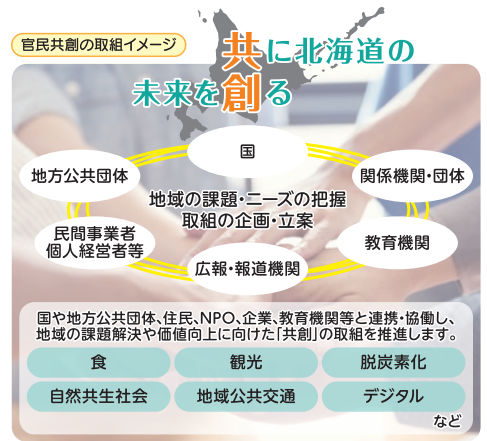 官民共創の取組イメージ
共に北海道の
未来を創る
国
地方公共団体
関係機関・団体
地域の課題・ニーズの把握
取組の企画・立案
民間事業者
個人経営者等
教育機関
広報・報道機関
国や地方公共団体、住民、NPO、企業、教育機関等と連携・協働し、
地域の課題解決や価値向上に向けた「共創」の取組を推進します。
食
観光
脱炭素化
自然共生社会
地域公共交通
デジタル
など